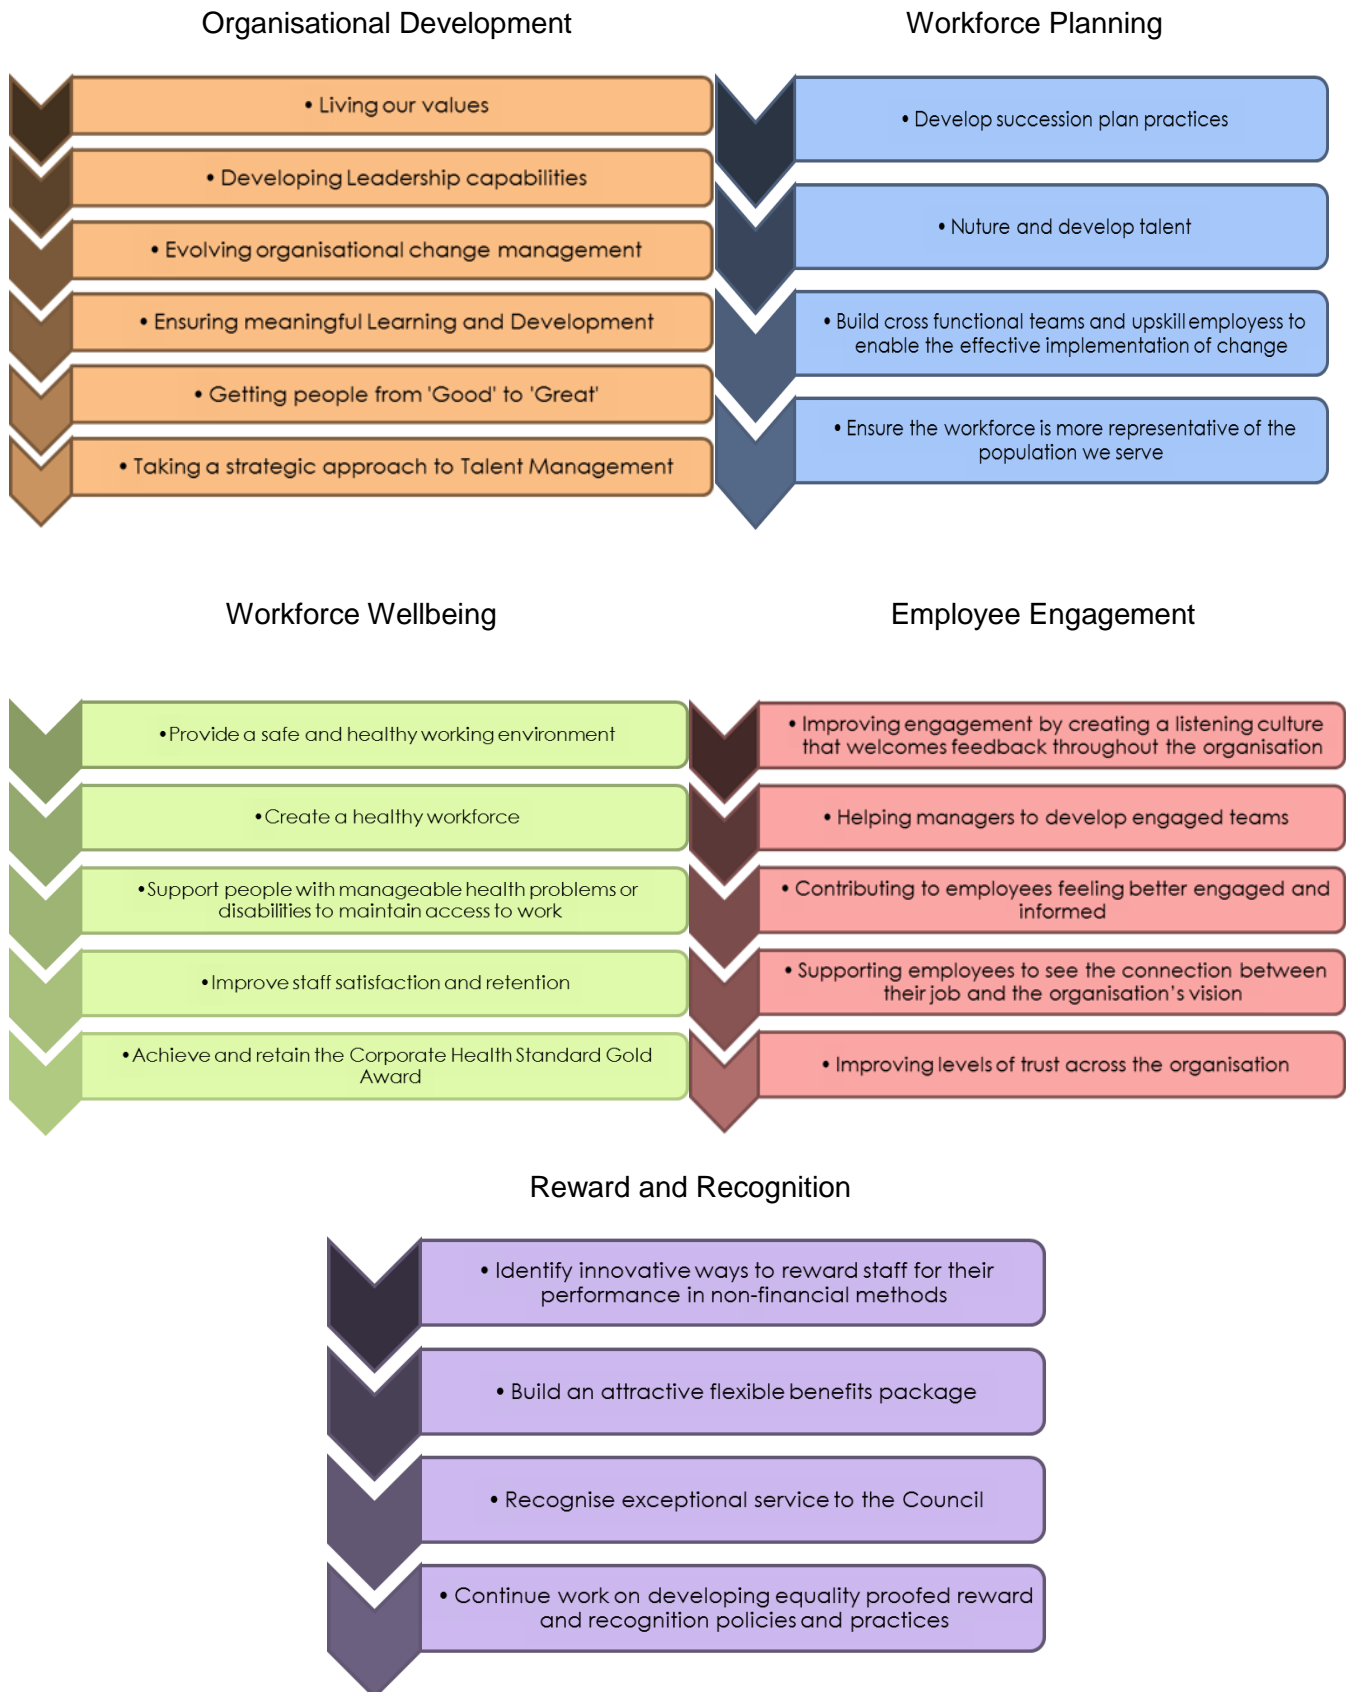 Organisational Development
• Living our values
• Developing Leadership capabilities
• Evolving organisational change management
• Ensuring meaningful Learning and Development
• Getting people from 'Good' to 'Great'
• Taking a strategic approach to Talent Management
Workforce Planning
• Develop succession plan practices
• Nuture and develop talent
• Build cross functional teams and upskill employess to
enable the effective implementation of change
• Ensure the workforce is more representative of the
population we serve
Workforce Wellbeing
• Provide a safe and healthy working environment
• Create a healthy workforce
• Support people with manageable health problems or
disabilities to maintain access to work
• Improve staff satisfaction and retention
• Achieve and retain the Corporate Health Standard Gold
Award
Employee Engagement
• Improving engagement by creating a listening culture
that welcomes feedback throughout the organisation
• Helping managers to develop engaged teams
• Contributing to employees feeling better engaged and
informed
• Supporting employees to see the connection between
their job and the organisation’s vision
• Improving levels of trust across the organisation
Reward and Recognition
• Identify innovative ways to reward staff for their
performance in non-financial methods
• Build an attractive flexible benefits package
• Recognise exceptional service to the Council
• Continue work on developing equality proofed reward
and recognition policies and practices